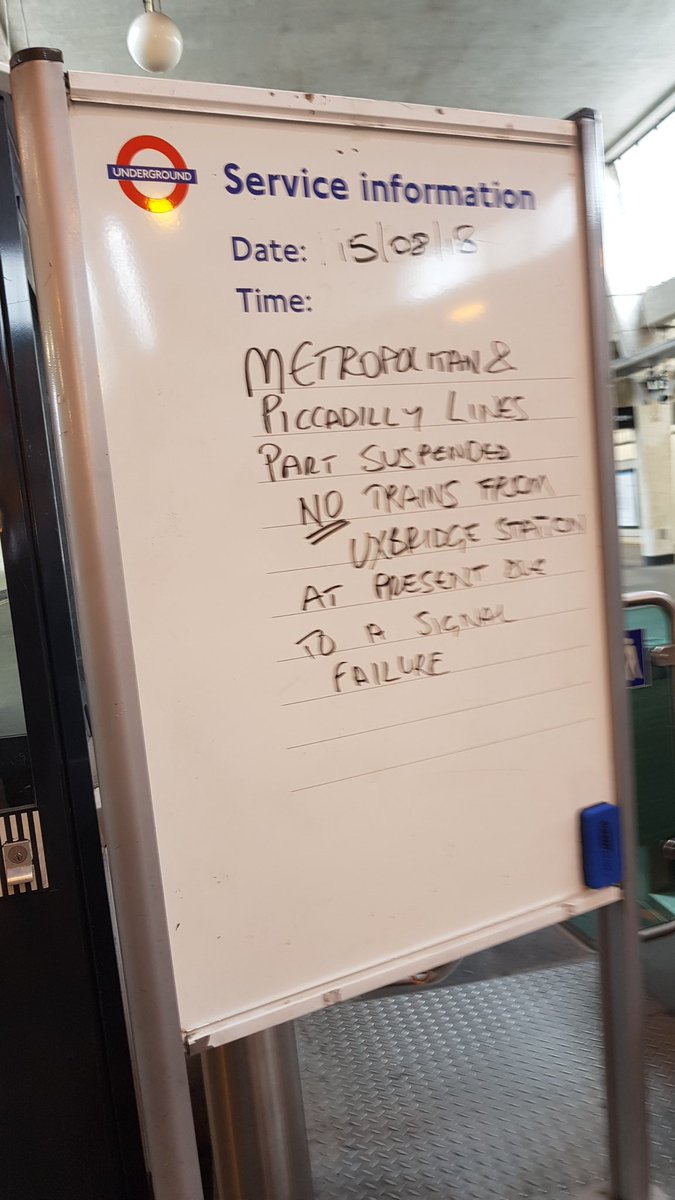 UNDERGROUND
Service information
Date: 15/08/18
Time:
METROPOLITAN &
PICCADILLY LINES
PART SUSPENDED
NO TRAINS FROM
UXBRIDGE STATION
AT PRESENT DUE
TO A SIGNAL
FAILURE